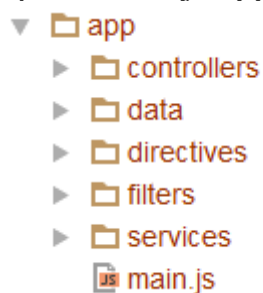 app
controllers
data
directives
filters
services
main.js